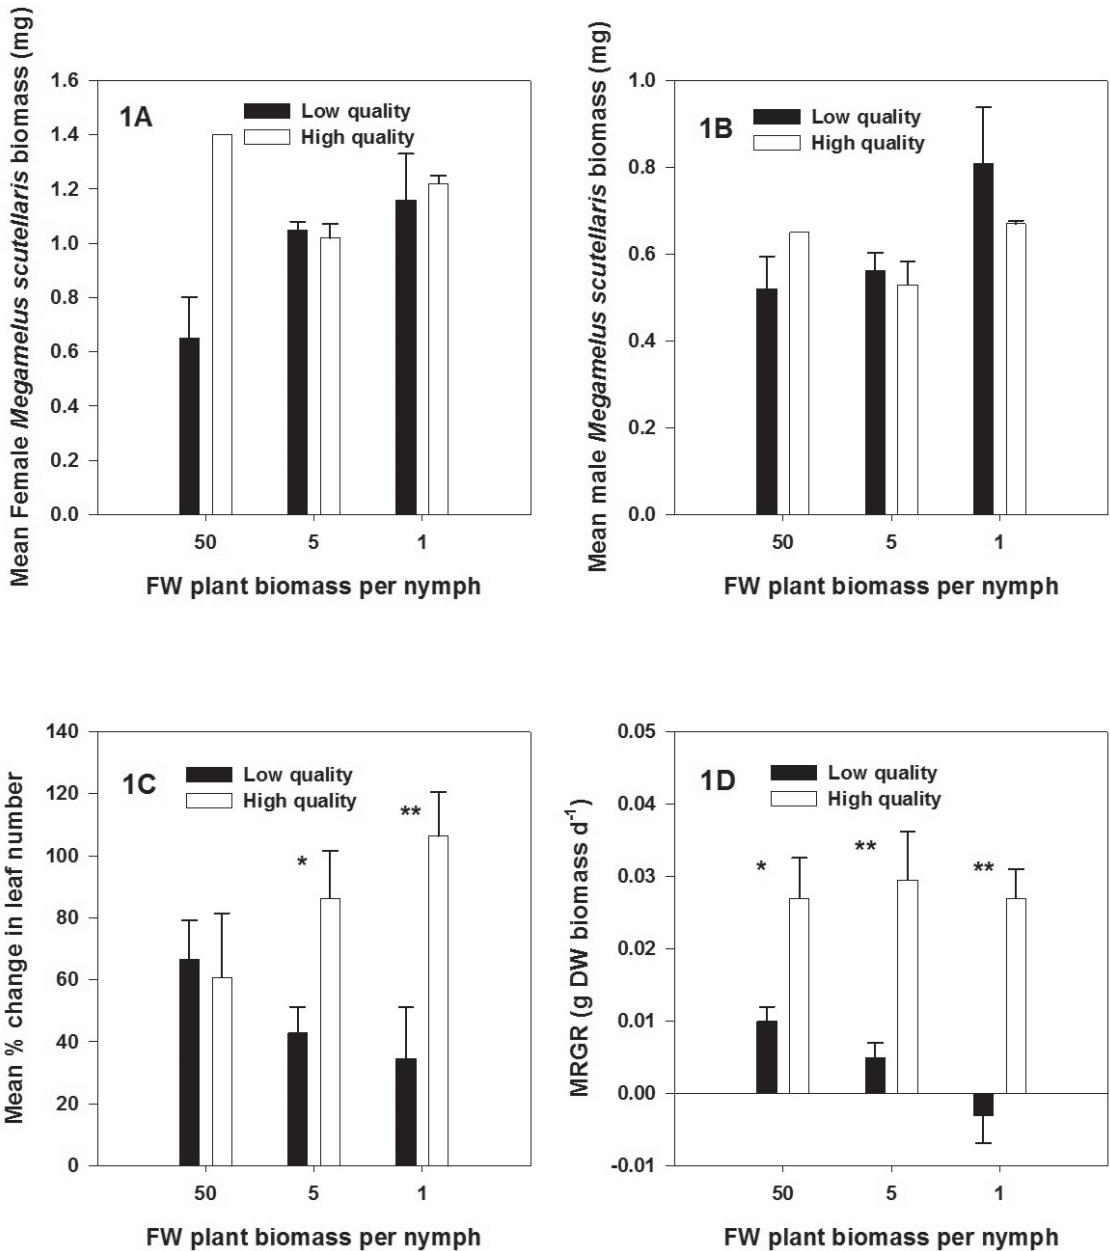 Mean Female Megamelus scutellaris biomass (mg)
1.6
1.4
1.2
1.0
0.8
0.6
0.4
0.2
0.0
1A
Low quality
High quality
50 5 1
FW plant biomass per nymph
Mean male Megamelus scutellaris biomass (mg)
1.0
0.8
0.6
0.4
0.2
0.0
1B
Low quality
High quality
50 5 1
FW plant biomass per nymph
Mean % change in leaf number
140
120
100
80
60
40
20
0
1C
Low quality
High quality
*
**
50 5 1
FW plant biomass per nymph
MRGR (g DW biomass d⁻¹)
0.05
0.04
0.03
0.02
0.01
0.00
-0.01
1D
Low quality
High quality
*
**
**
50 5 1
FW plant biomass per nymph